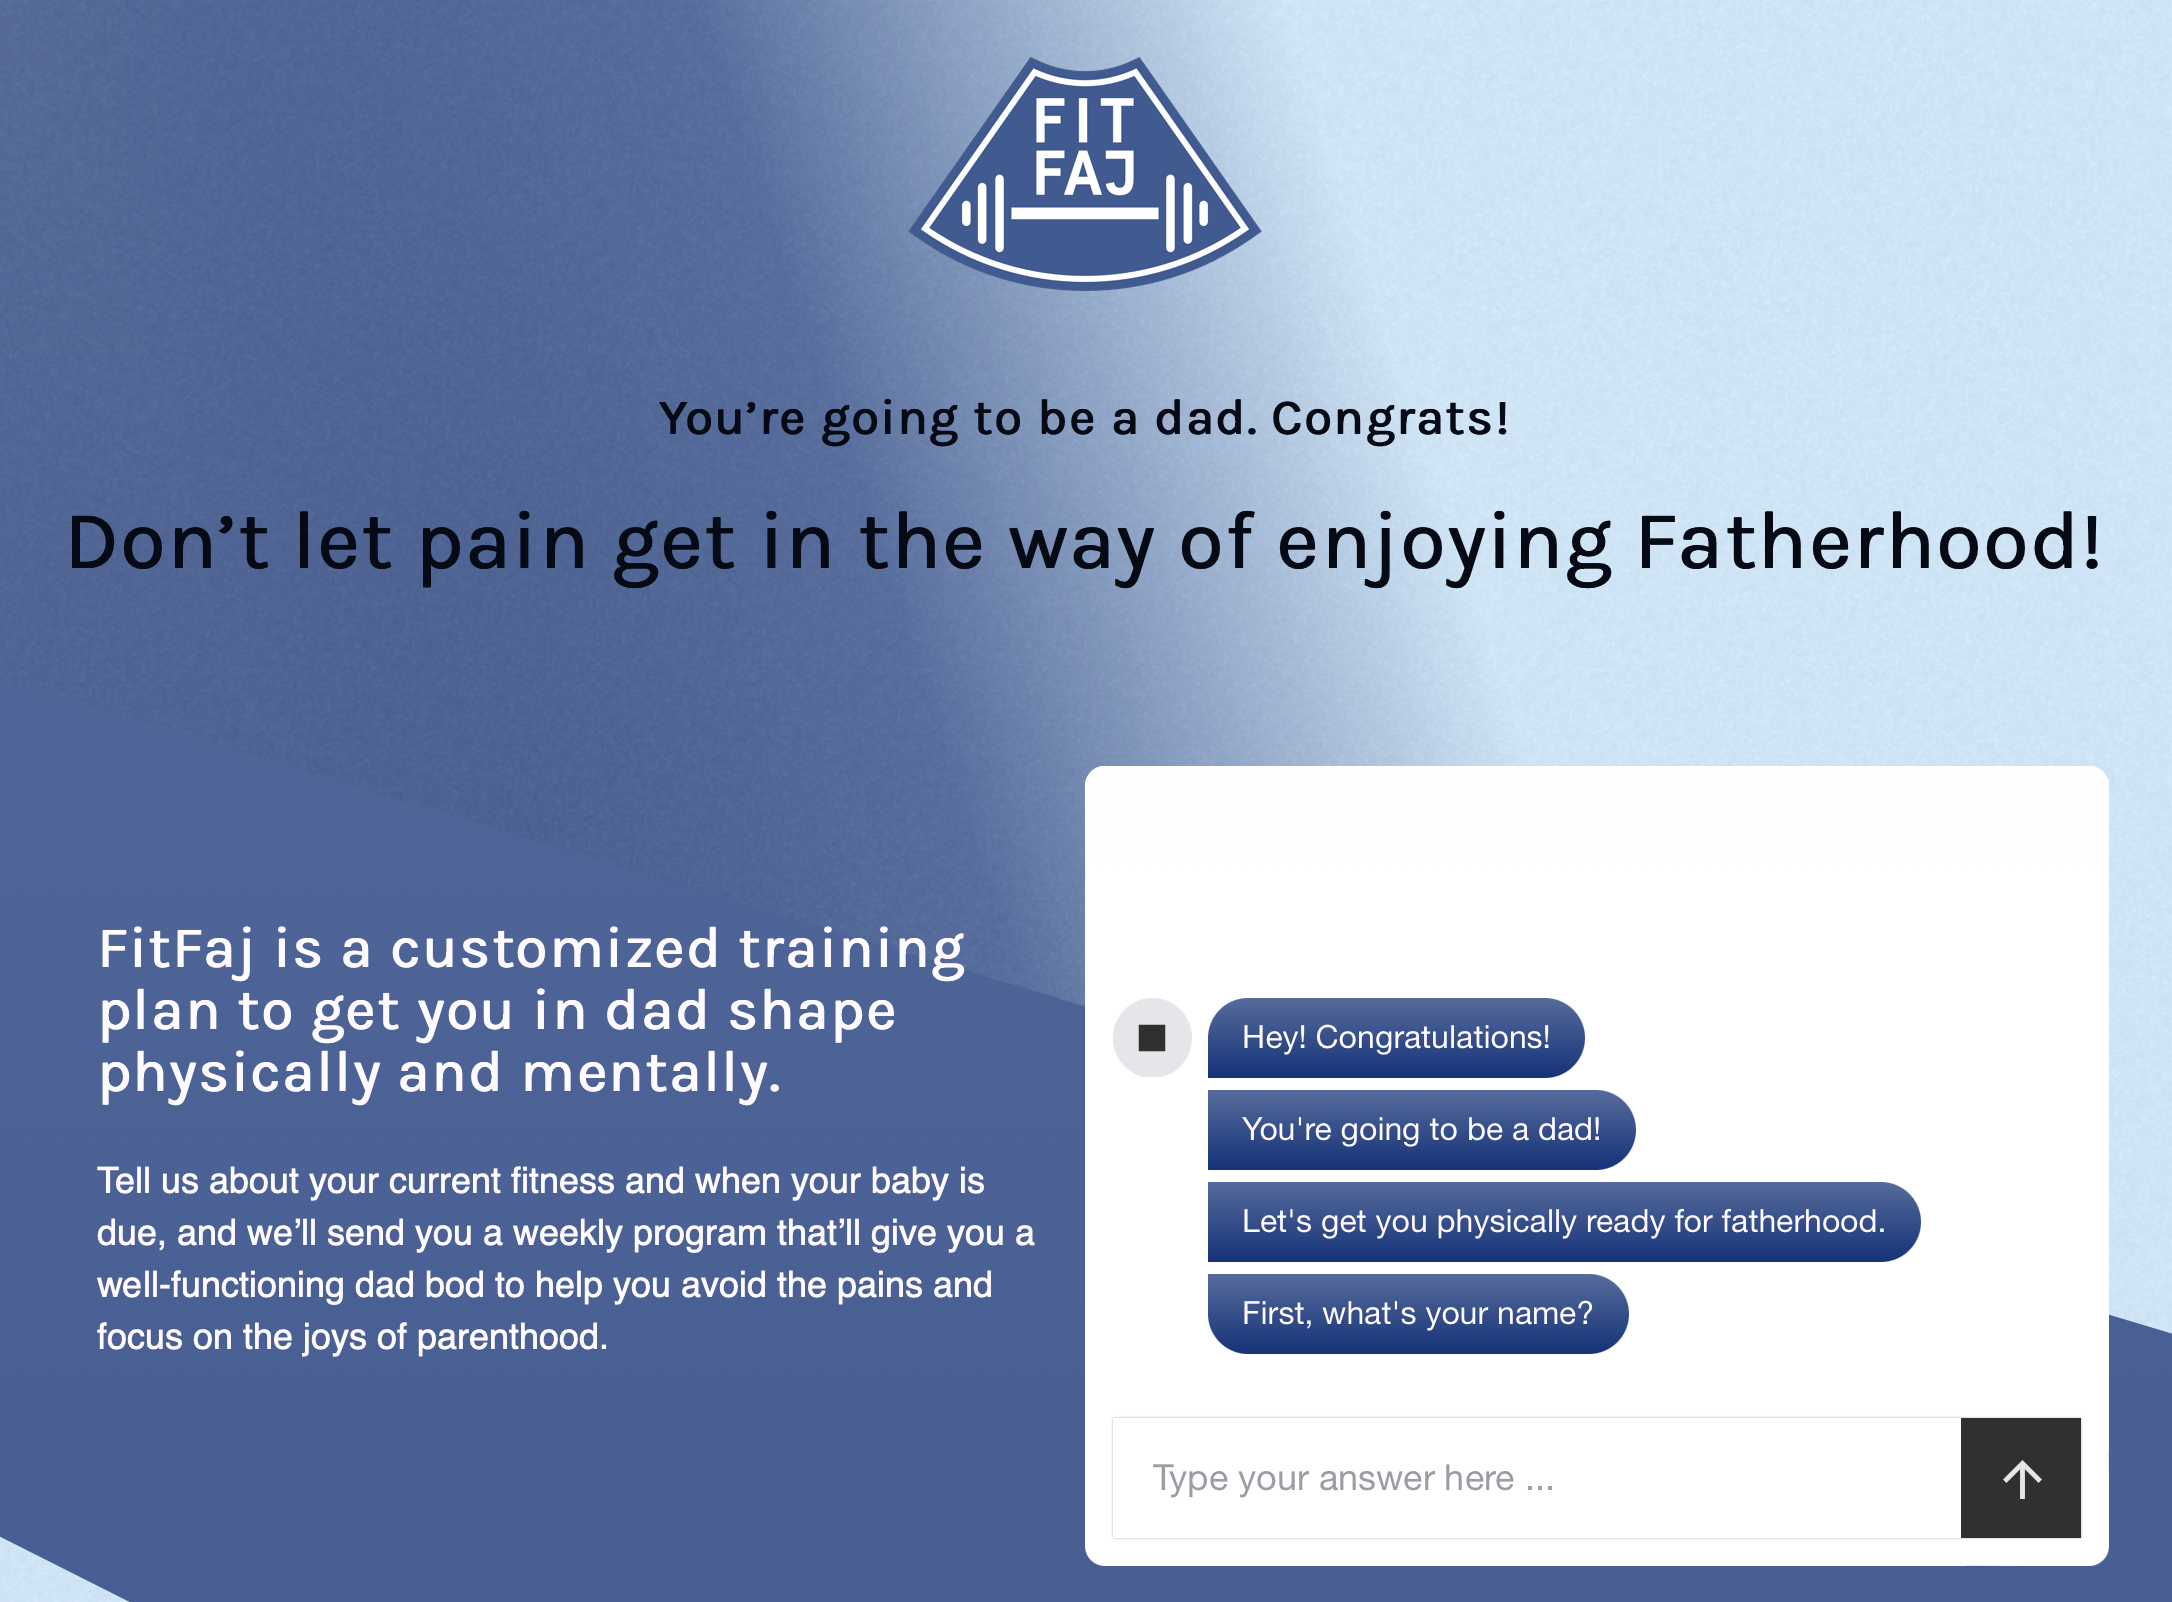 FIT
FAJ
You’re going to be a dad. Congrats!
Don’t let pain get in the way of enjoying Fatherhood!
FitFaj is a customized training
plan to get you in dad shape
physically and mentally.
Tell us about your current fitness and when your baby is
due, and we’ll send you a weekly program that’ll give you a
well-functioning dad bod to help you avoid the pains and
focus on the joys of parenthood.
Hey! Congratulations!
You're going to be a dad!
Let's get you physically ready for fatherhood.
First, what's your name?
Type your answer here ...